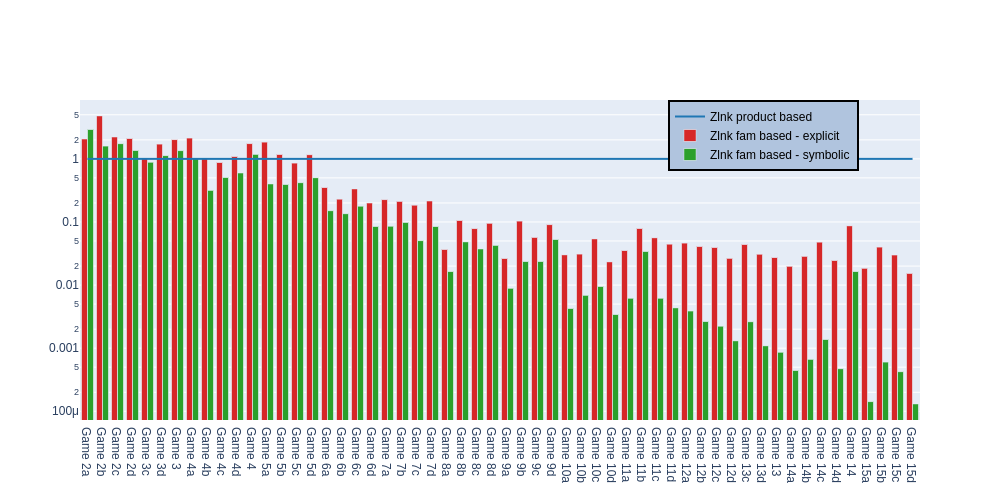 Zlnk product based
Zlnk fam based - explicit
Zlnk fam based - symbolic
5
2
1
5
2
0.1
5
2
0.01
5
2
0.001
5
2
100μ
Game 2a
Game 2b
Game 2c
Game 2d
Game 3c
Game 3d
Game 3
Game 4a
Game 4b
Game 4c
Game 4d
Game 4
Game 5a
Game 5b
Game 5c
Game 5d
Game 6a
Game 6b
Game 6c
Game 6d
Game 7a
Game 7b
Game 7c
Game 7d
Game 8a
Game 8b
Game 8c
Game 8d
Game 9a
Game 9b
Game 9c
Game 9d
Game 10a
Game 10b
Game 10c
Game 10d
Game 11a
Game 11b
Game 11c
Game 11d
Game 12a
Game 12b
Game 12c
Game 12d
Game 13c
Game 13d
Game 13
Game 14a
Game 14b
Game 14c
Game 14d
Game 14
Game 15a
Game 15b
Game 15c
Game 15d